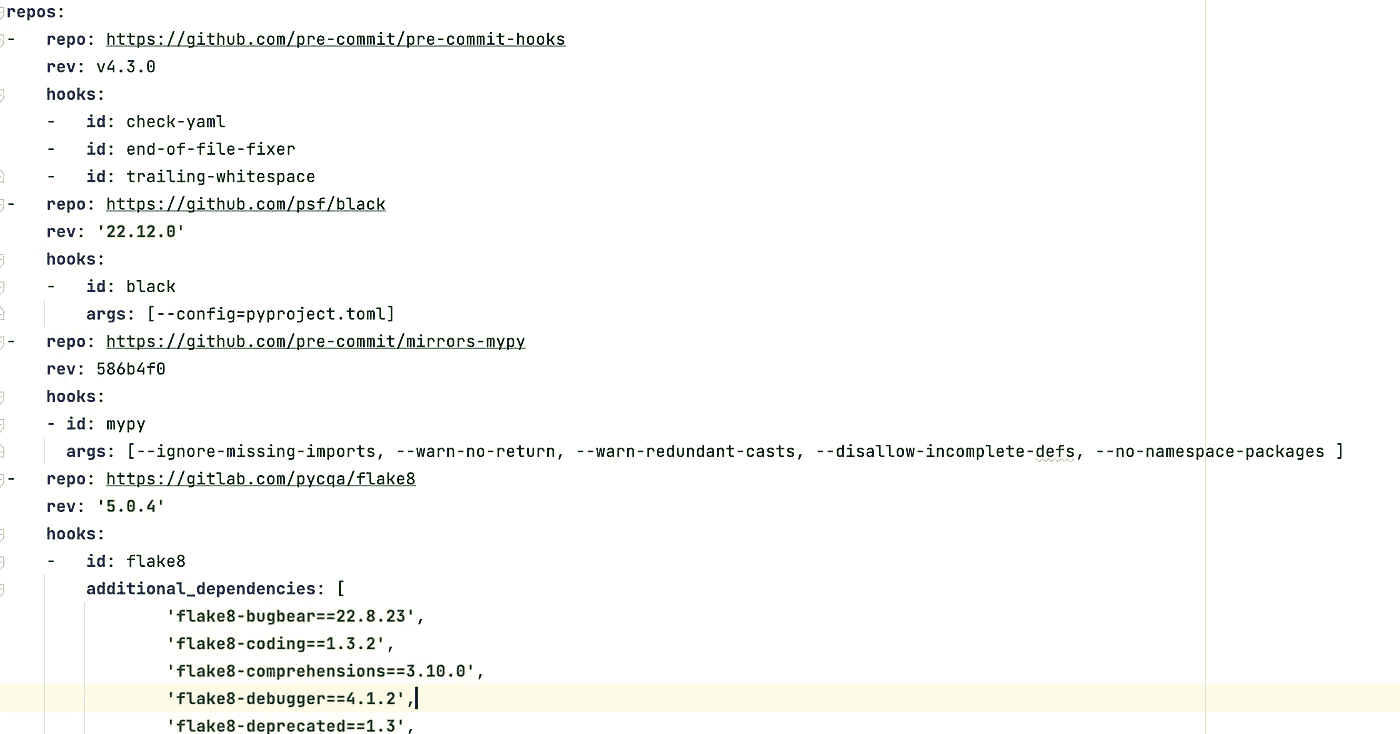 repos:
-   repo: https://github.com/pre-commit/pre-commit-hooks
    rev: v4.3.0
    hooks:
    -   id: check-yaml
    -   id: end-of-file-fixer
    -   id: trailing-whitespace
-   repo: https://github.com/psf/black
    rev: '22.12.0'
    hooks:
    -   id: black
        args: [--config=pyproject.toml]
-   repo: https://github.com/pre-commit/mirrors-mypy
    rev: 586b4f0
    hooks:
    - id: mypy
      args: [--ignore-missing-imports, --warn-no-return, --warn-redundant-casts, --disallow-incomplete-defs, --no-namespace-packages ]
-   repo: https://gitlab.com/pycqa/flake8
    rev: '5.0.4'
    hooks:
    -   id: flake8
        additional_dependencies: [
                'flake8-bugbear==22.8.23',
                'flake8-coding==1.3.2',
                'flake8-comprehensions==3.10.0',
                'flake8-debugger==4.1.2',
                'flake8-deprecated==1.3',